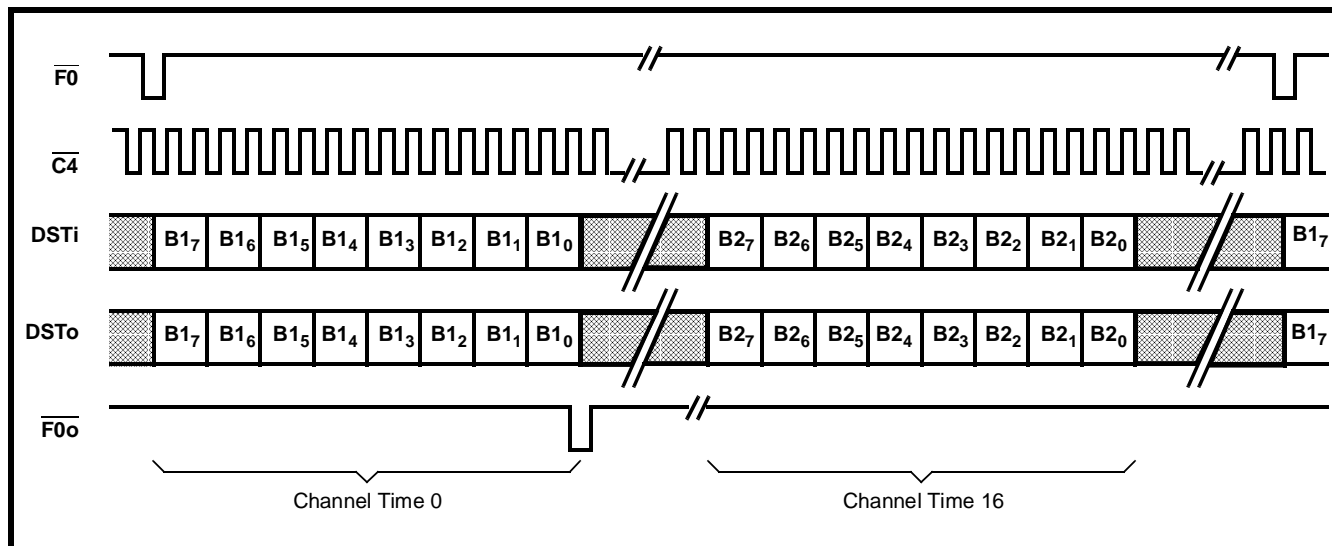 F0
C4
DSTi B1₇ B1₆ B1₅ B1₄ B1₃ B1₂ B1₁ B1₀ B2₇ B2₆ B2₅ B2₄ B2₃ B2₂ B2₁ B2₀ B1₇
DSTo B1₇ B1₆ B1₅ B1₄ B1₃ B1₂ B1₁ B1₀ B2₇ B2₆ B2₅ B2₄ B2₃ B2₂ B2₁ B2₀ B1₇
F0o
Channel Time 0 Channel Time 16